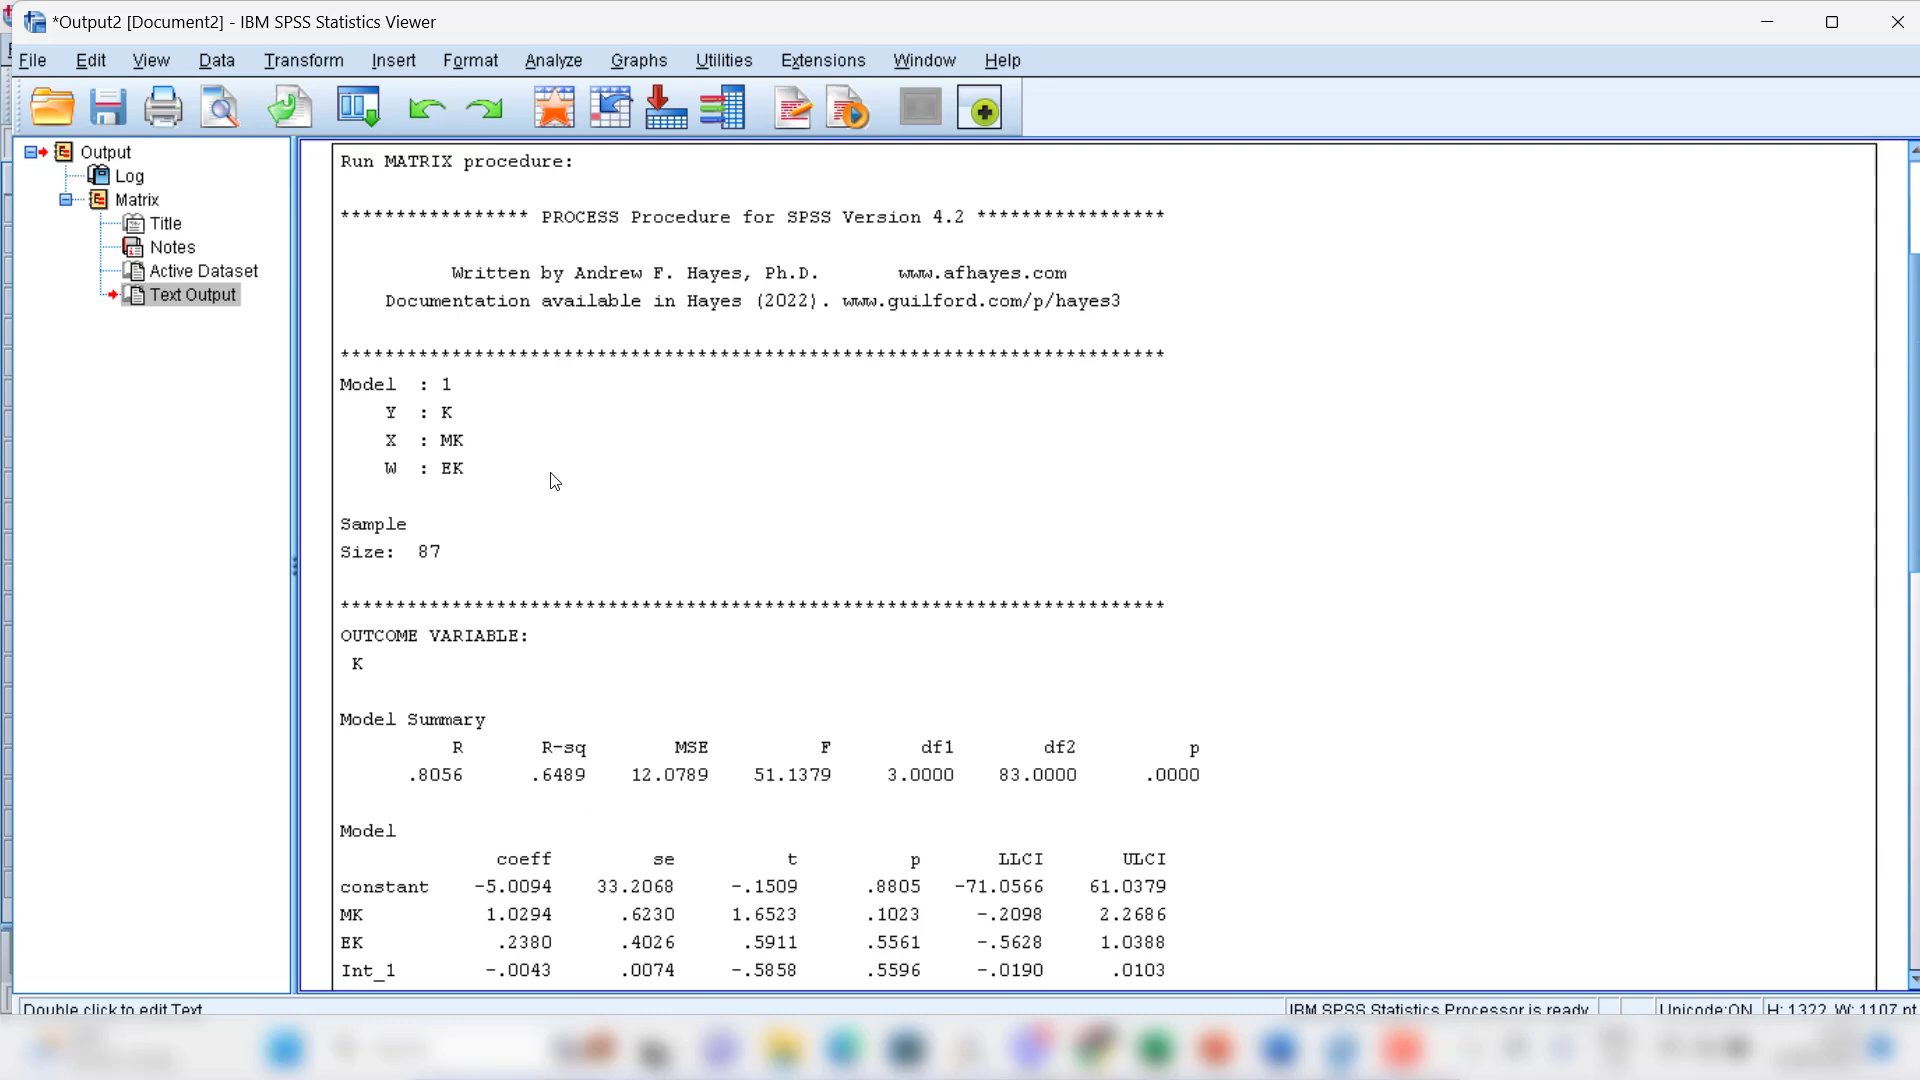 *Output2 [Document2] - IBM SPSS Statistics Viewer
File Edit View Data Transform Insert Format Analyze Graphs Utilities Extensions Window Help
Output
Log
Matrix
Title
Notes
Active Dataset
Text Output
Run MATRIX procedure:
***************** PROCESS Procedure for SPSS Version 4.2 *****************
Written by Andrew F. Hayes, Ph.D. www.afhayes.com
Documentation available in Hayes (2022). www.guilford.com/p/hayes3
**************************************************************************
Model : 1
Y : K
X : MK
W : EK
Sample
Size: 87
**************************************************************************
OUTCOME VARIABLE:
K
Model Summary
R R-sq MSE F df1 df2 p
.8056 .6489 12.0789 51.1379 3.0000 83.0000 .0000
Model
coeff se t p LLCI ULCI
constant -5.0094 33.2068 -.1509 .8805 -71.0566 61.0379
MK 1.0294 .6230 1.6523 .1023 -.2098 2.2686
EK .2380 .4026 .5911 .5561 -.5628 1.0388
Int_1 -.0043 .0074 -.5858 .5596 -.0190 .0103
Double click to edit Text IBM SPSS Statistics Processor is ready Unicode:ON H: 1322, W: 1107 pt